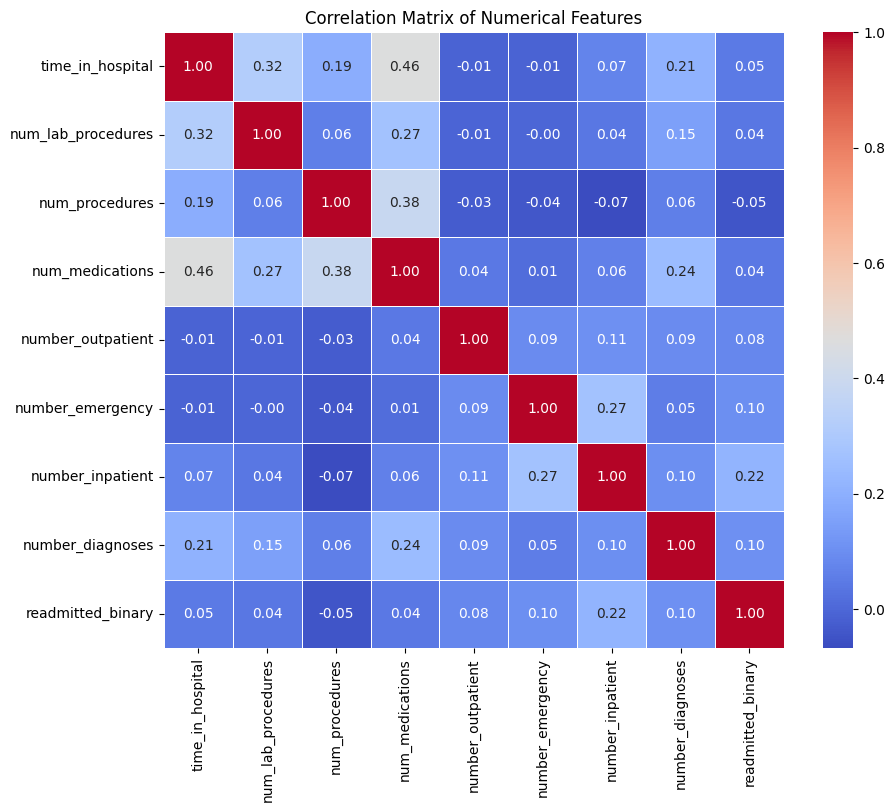 Correlation Matrix of Numerical Features
time_in_hospital 1.00 0.32 0.19 0.46 -0.01 -0.01 0.07 0.21 0.05
num_lab_procedures 0.32 1.00 0.06 0.27 -0.01 -0.00 0.04 0.15 0.04
num_procedures 0.19 0.06 1.00 0.38 -0.03 -0.04 -0.07 0.06 -0.05
num_medications 0.46 0.27 0.38 1.00 0.04 0.01 0.06 0.24 0.04
number_outpatient -0.01 -0.01 -0.03 0.04 1.00 0.09 0.11 0.09 0.08
number_emergency -0.01 -0.00 -0.04 0.01 0.09 1.00 0.27 0.05 0.10
number_inpatient 0.07 0.04 -0.07 0.06 0.11 0.27 1.00 0.10 0.22
number_diagnoses 0.21 0.15 0.06 0.24 0.09 0.05 0.10 1.00 0.10
readmitted_binary 0.05 0.04 -0.05 0.04 0.08 0.10 0.22 0.10 1.00
time_in_hospital
num_lab_procedures
num_procedures
num_medications
number_outpatient
number_emergency
number_inpatient
number_diagnoses
readmitted_binary
1.0
0.8
0.6
0.4
0.2
0.0